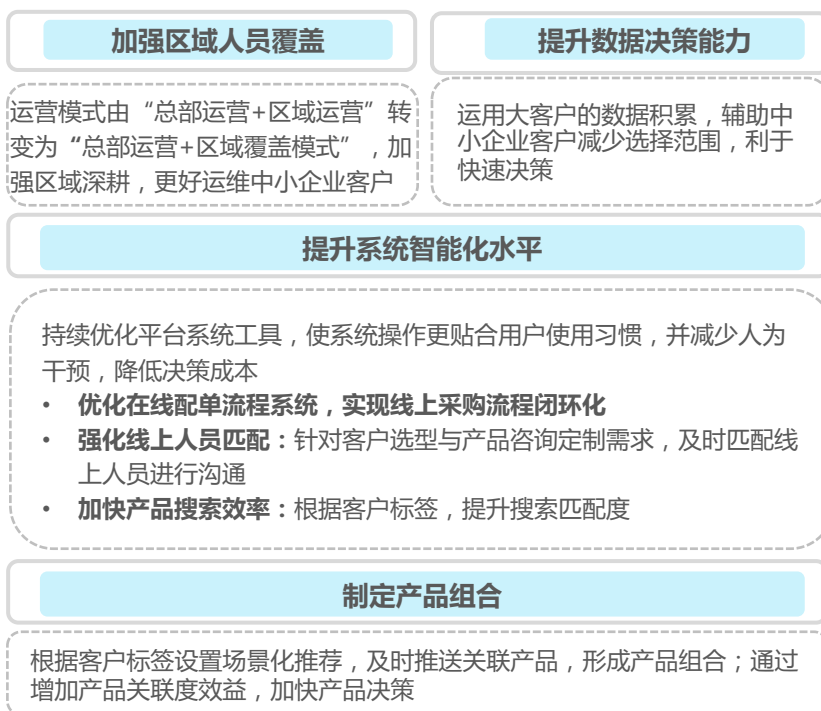 加强区域人员覆盖
运营模式由“总部运营+区域运营”转
变为“总部运营+区域覆盖模式”，加
强区域深耕，更好运维中小企业客户
提升数据决策能力
运用大客户的数据积累，辅助中
小企业客户减少选择范围，利于
快速决策
提升系统智能化水平
持续优化平台系统工具，使系统操作更贴合用户使用习惯，并减少人为
干预，降低决策成本
• 优化在线配单流程系统，实现线上采购流程闭环化
• 强化线上人员匹配：针对客户选型与产品咨询定制需求，及时匹配线
上人员进行沟通
• 加快产品搜索效率：根据客户标签，提升搜索匹配度
制定产品组合
根据客户标签设置场景化推荐，及时推送关联产品，形成产品组合；通过
增加产品关联度效益，加快产品决策